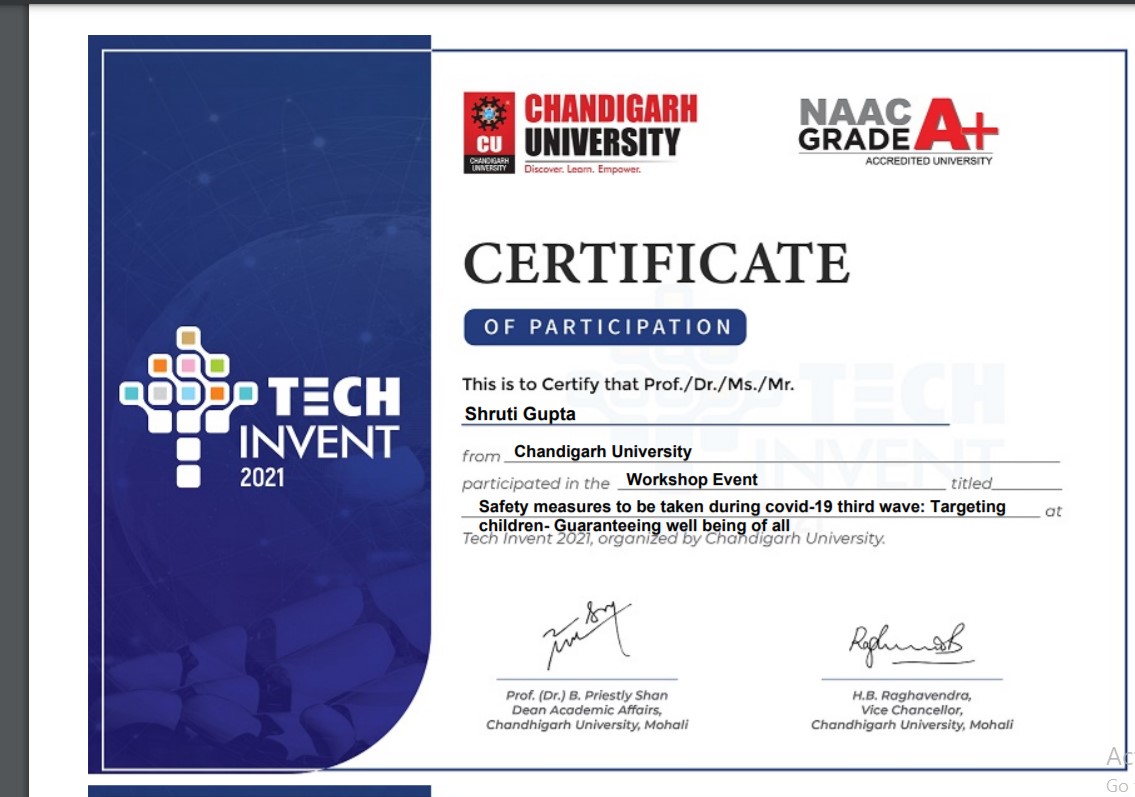 CHANDIGARH
UNIVERSITY
Discover. Learn. Empower.
CU
CHANDIGARH
UNIVERSITY
NAAC
GRADE A+
ACCREDITED UNIVERSITY
CERTIFICATE
OF PARTICIPATION
TECH
INVENT
2021
This is to Certify that Prof./Dr./Ms./Mr.
Shruti Gupta
from Chandigarh University
participated in the Workshop Event titled
Safety measures to be taken during covid-19 third wave: Targeting at
children- Guaranteeing well being of all
Tech Invent 2021, organized by Chandigarh University.
TECH
INVENT
Prof. (Dr.) B. Priestly Shan
Dean Academic Affairs,
Chandhigarh University, Mohali
H.B. Raghavendra,
Vice Chancellor,
Chandhigarh University, Mohali
Go